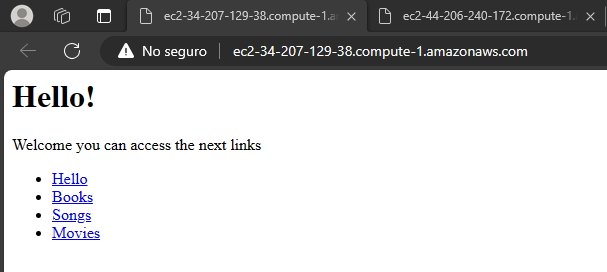 ec2-34-207-129-38.compute-1.a
ec2-44-206-240-172.compute-1.
No seguro
ec2-34-207-129-38.compute-1.amazonaws.com
Hello!
Welcome you can access the next links
Hello
Books
Songs
Movies